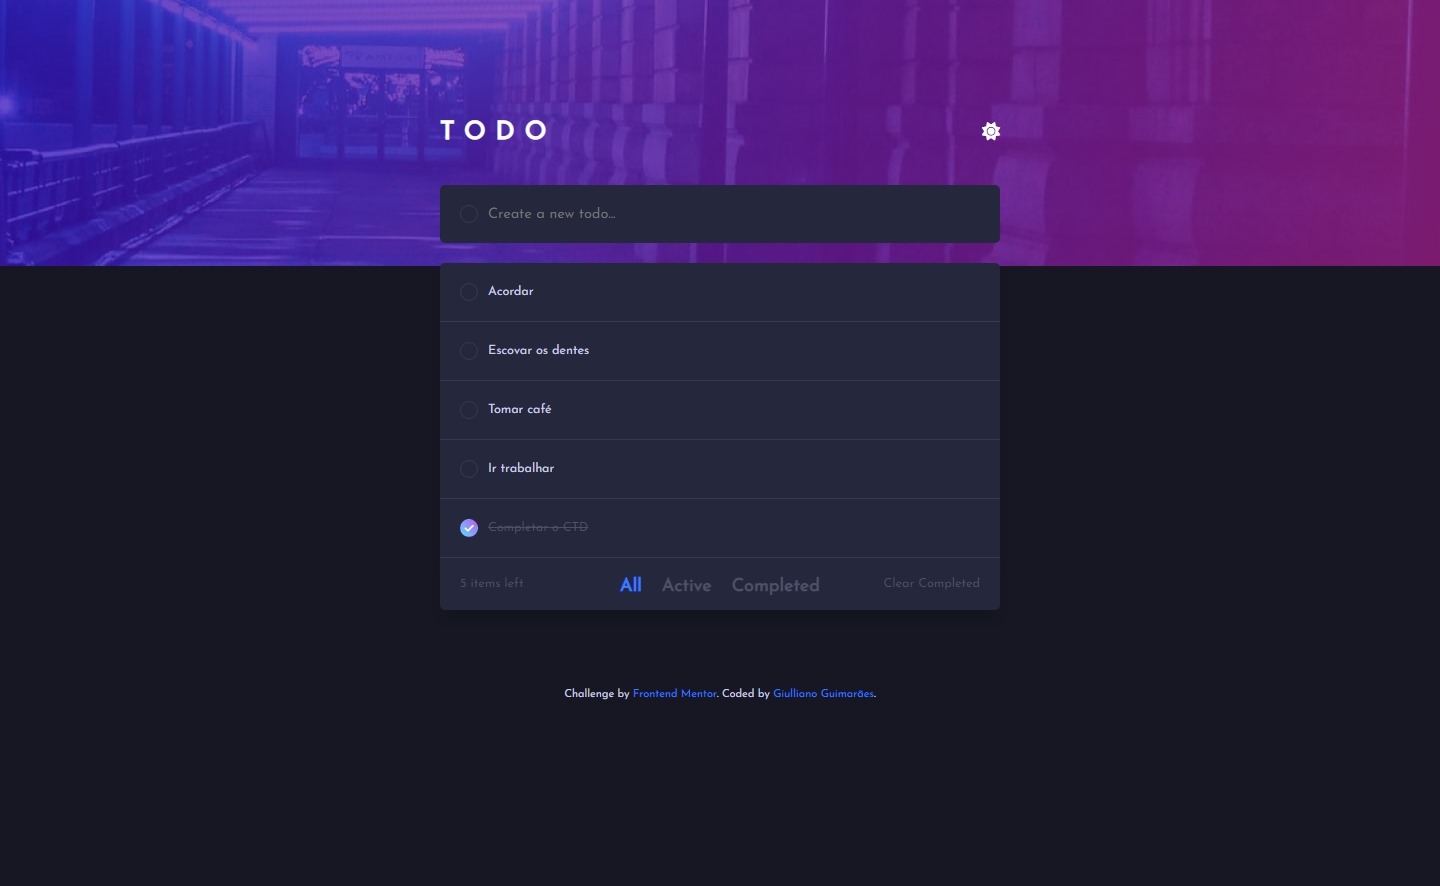 TODO
Create a new todo...
Acordar
Escovar os dentes
Tomar café
Ir trabalhar
Completar o CTD
5 items left All Active Completed Clear Completed
Challenge by Frontend Mentor. Coded by Giulliano Guimarães.